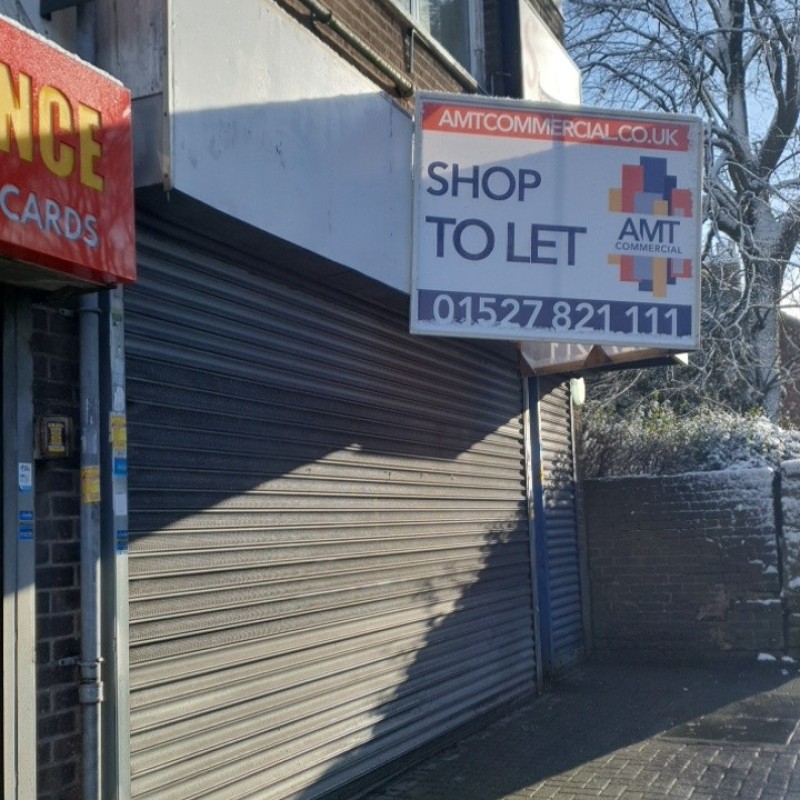 NCE
CARDS
AMTCOMMERCIAL.CO.UK
SHOP
TO LET
AMT
COMMERCIAL
01527 821 111